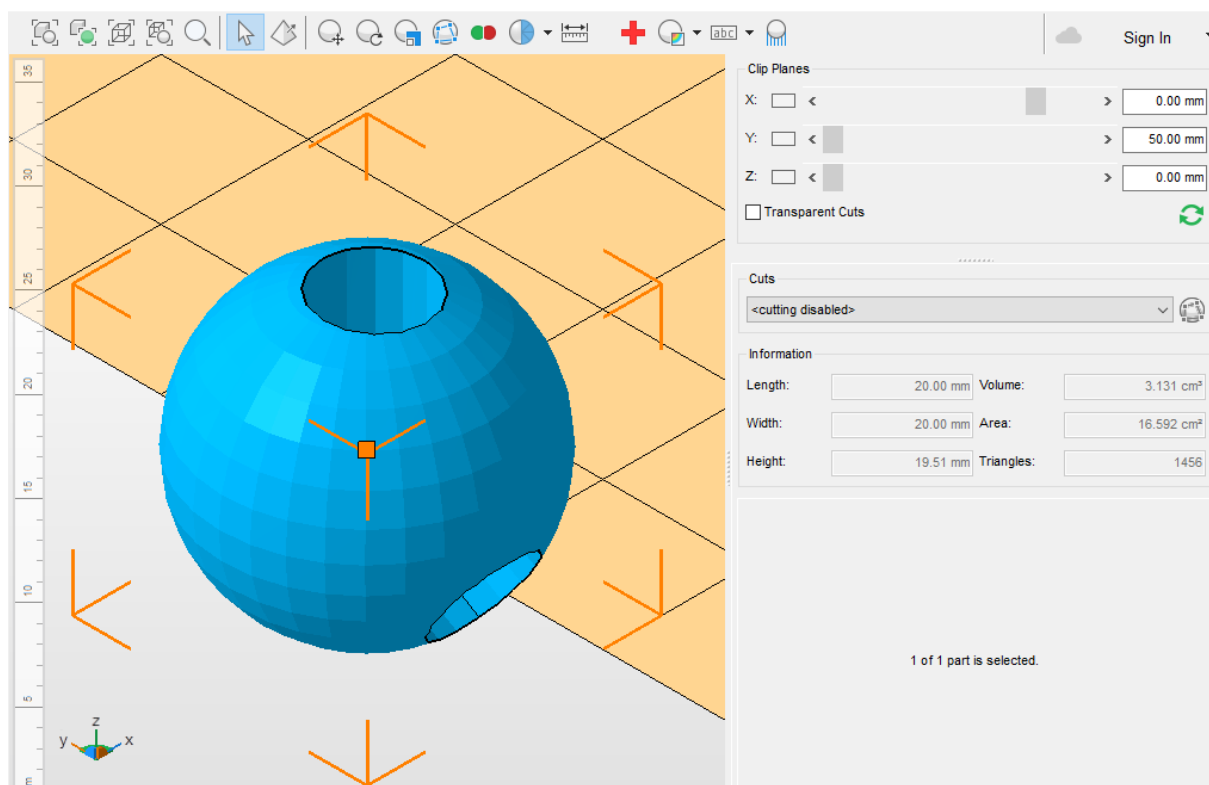 abc
Sign In
Clip Planes
X: < > 0.00 mm
Y: < > 50.00 mm
Z: < > 0.00 mm
Transparent Cuts
Cuts
<cutting disabled>
Information
Length: 20.00 mm Volume: 3.131 cm³
Width: 20.00 mm Area: 16.592 cm²
Height: 19.51 mm Triangles: 1456
1 of 1 part is selected.
35
30
25
20
15
10
5
m
z
y x